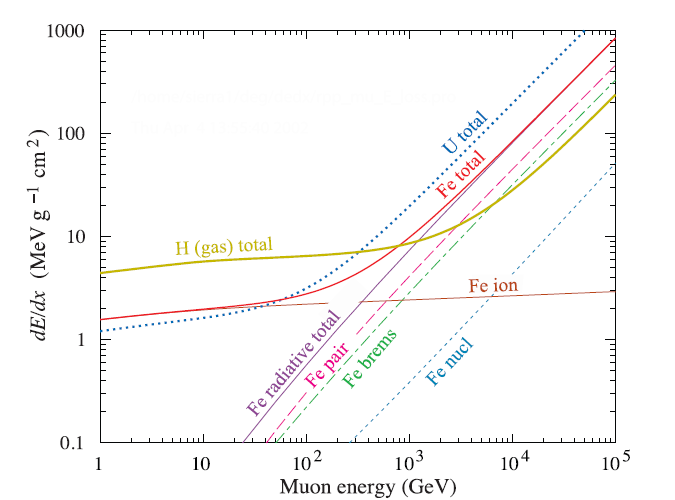 1000
100
10
1
0.1
dE/dx (MeV g⁻¹ cm²)
U total
Fe total
H (gas) total
Fe ion
Fe radiative total
Fe pair
Fe brems
Fe nucl
1 10 10² 10³ 10⁴ 10⁵
Muon energy (GeV)